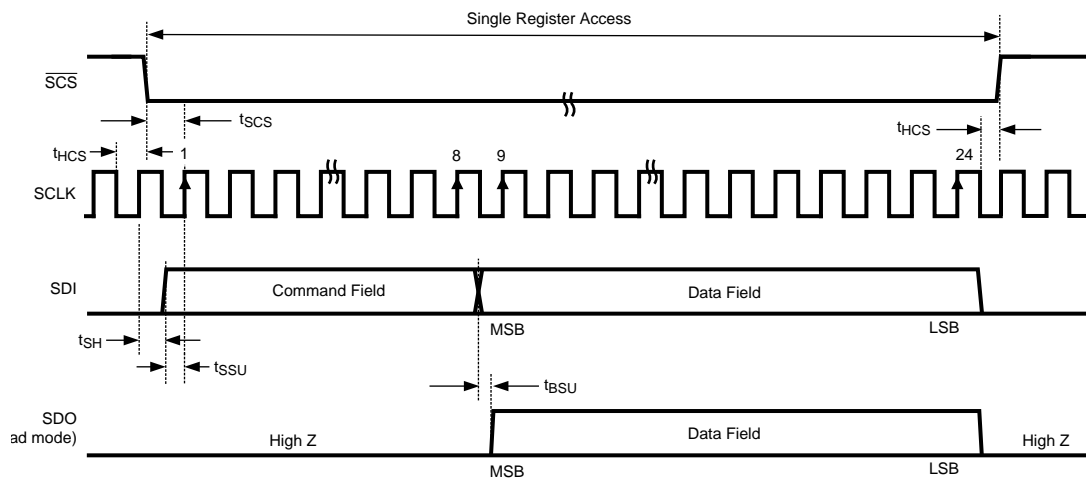 Single Register Access
SCS
tSCS
tHCS
tHCS
1
8
9
24
SCLK
SDI
Command Field
Data Field
MSB
LSB
tSH
tSSU
tBSU
SDO
ad mode)
High Z
Data Field
High Z
MSB
LSB